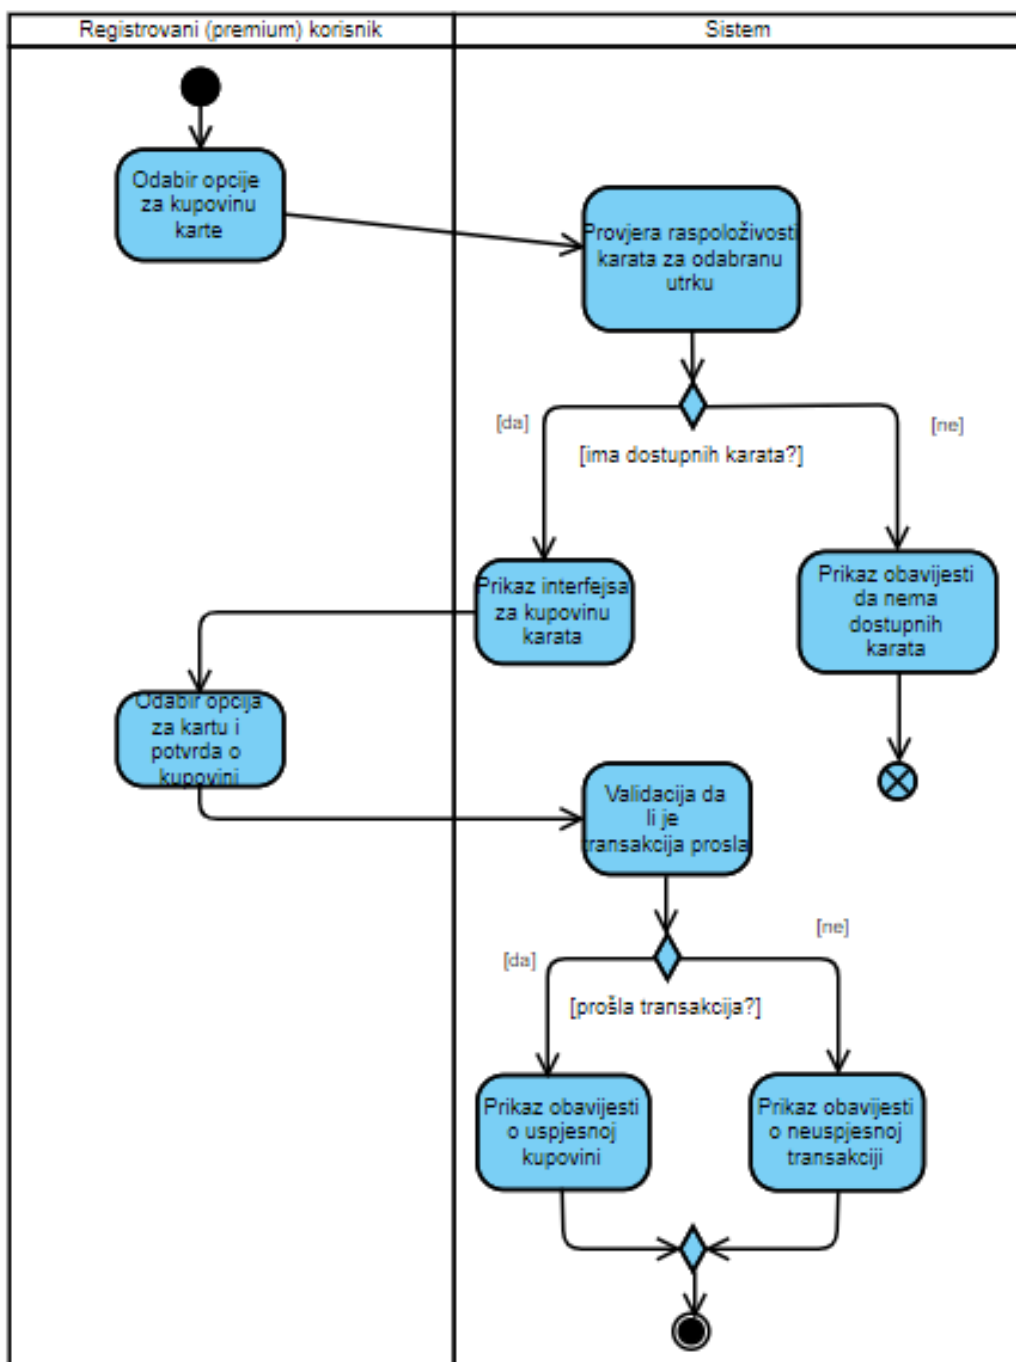 Registrovani (premium) korisnik
Sistem
Odabir opcije
za kupovinu
karte
Provjera raspoloživosti
karata za odabranu
utrku
[da]
[ne]
[ima dostupnih karata?]
Prikaz interfejsa
za kupovinu
karata
Prikaz obavijesti
da nema
dostupnih
karata
Odabir opcija
za kartu i
potvrda o
kupovini
Validacija da
li je
transakcija prosla
[da]
[ne]
[prošla transakcija?]
Prikaz obavijesti
o uspjesnoj
kupovini
Prikaz obavijesti
o neuspjesnoj
transakciji